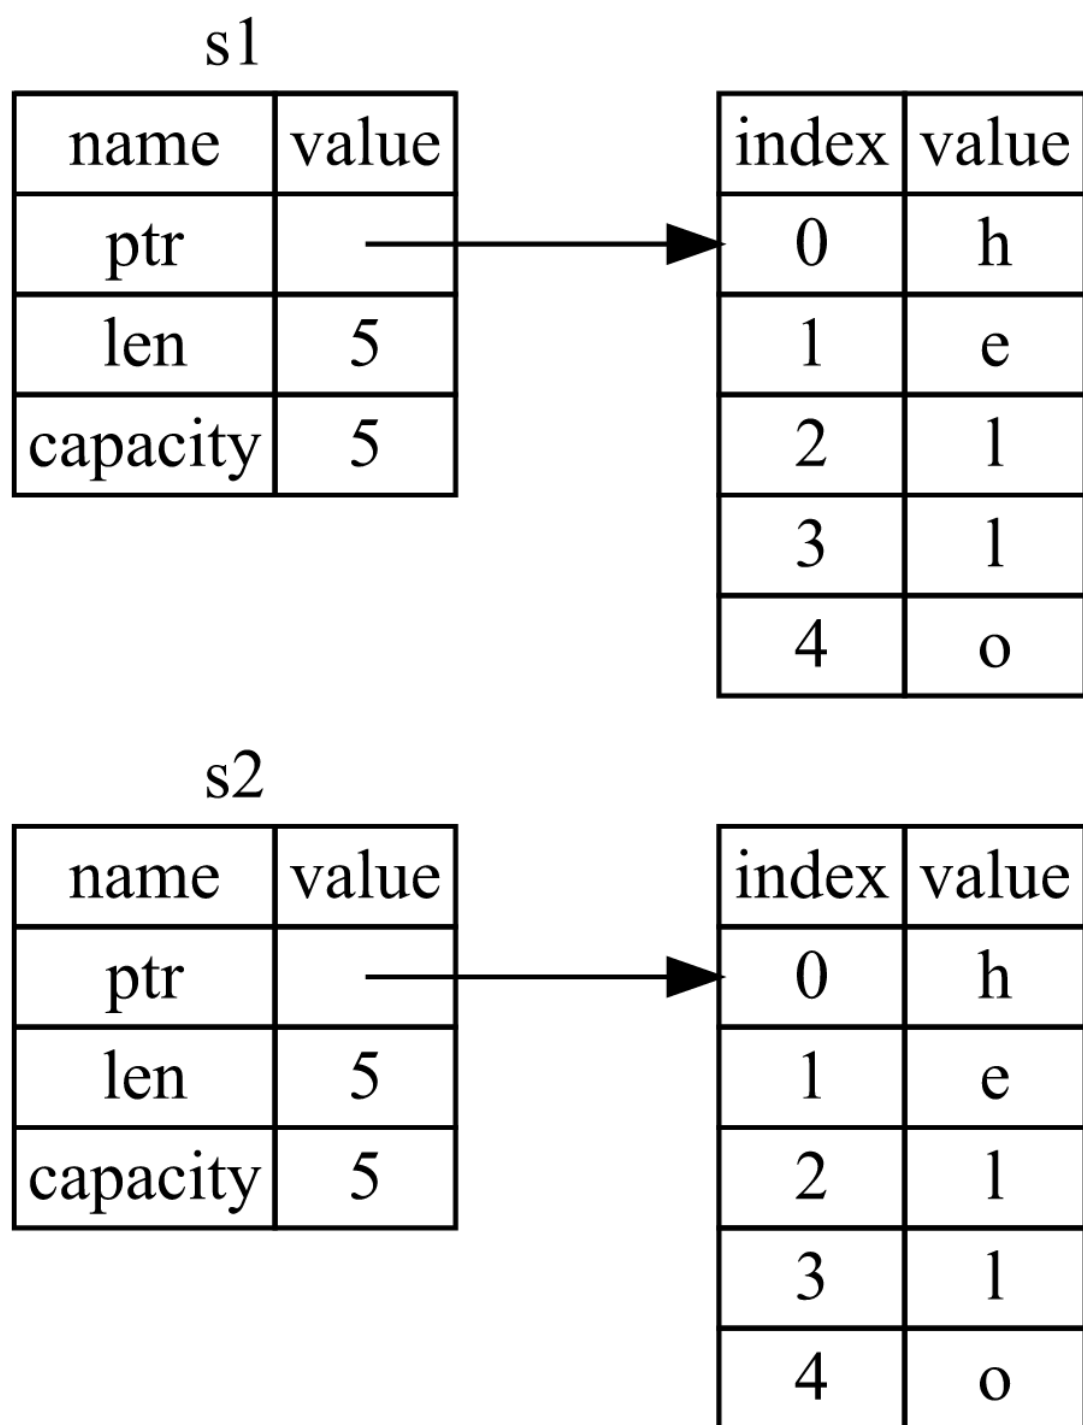 s1
name value
ptr
len 5
capacity 5
index value
0 h
1 e
2 l
3 l
4 o
s2
name value
ptr
len 5
capacity 5
index value
0 h
1 e
2 l
3 l
4 o